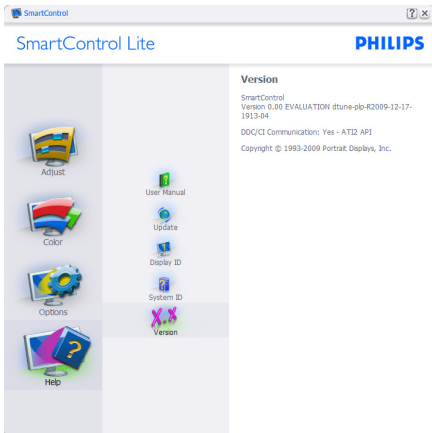 SmartControl
SmartControl Lite
PHILIPS
Adjust
Color
Options
Help
User Manual
Update
Display ID
System ID
Version
Version
SmartControl
Version 0.00 EVALUATION dtune-plp-R2009-12-17-
1913-04
DDC/CI Communication: Yes - ATI2 API
Copyright © 1993-2009 Portrait Displays, Inc.